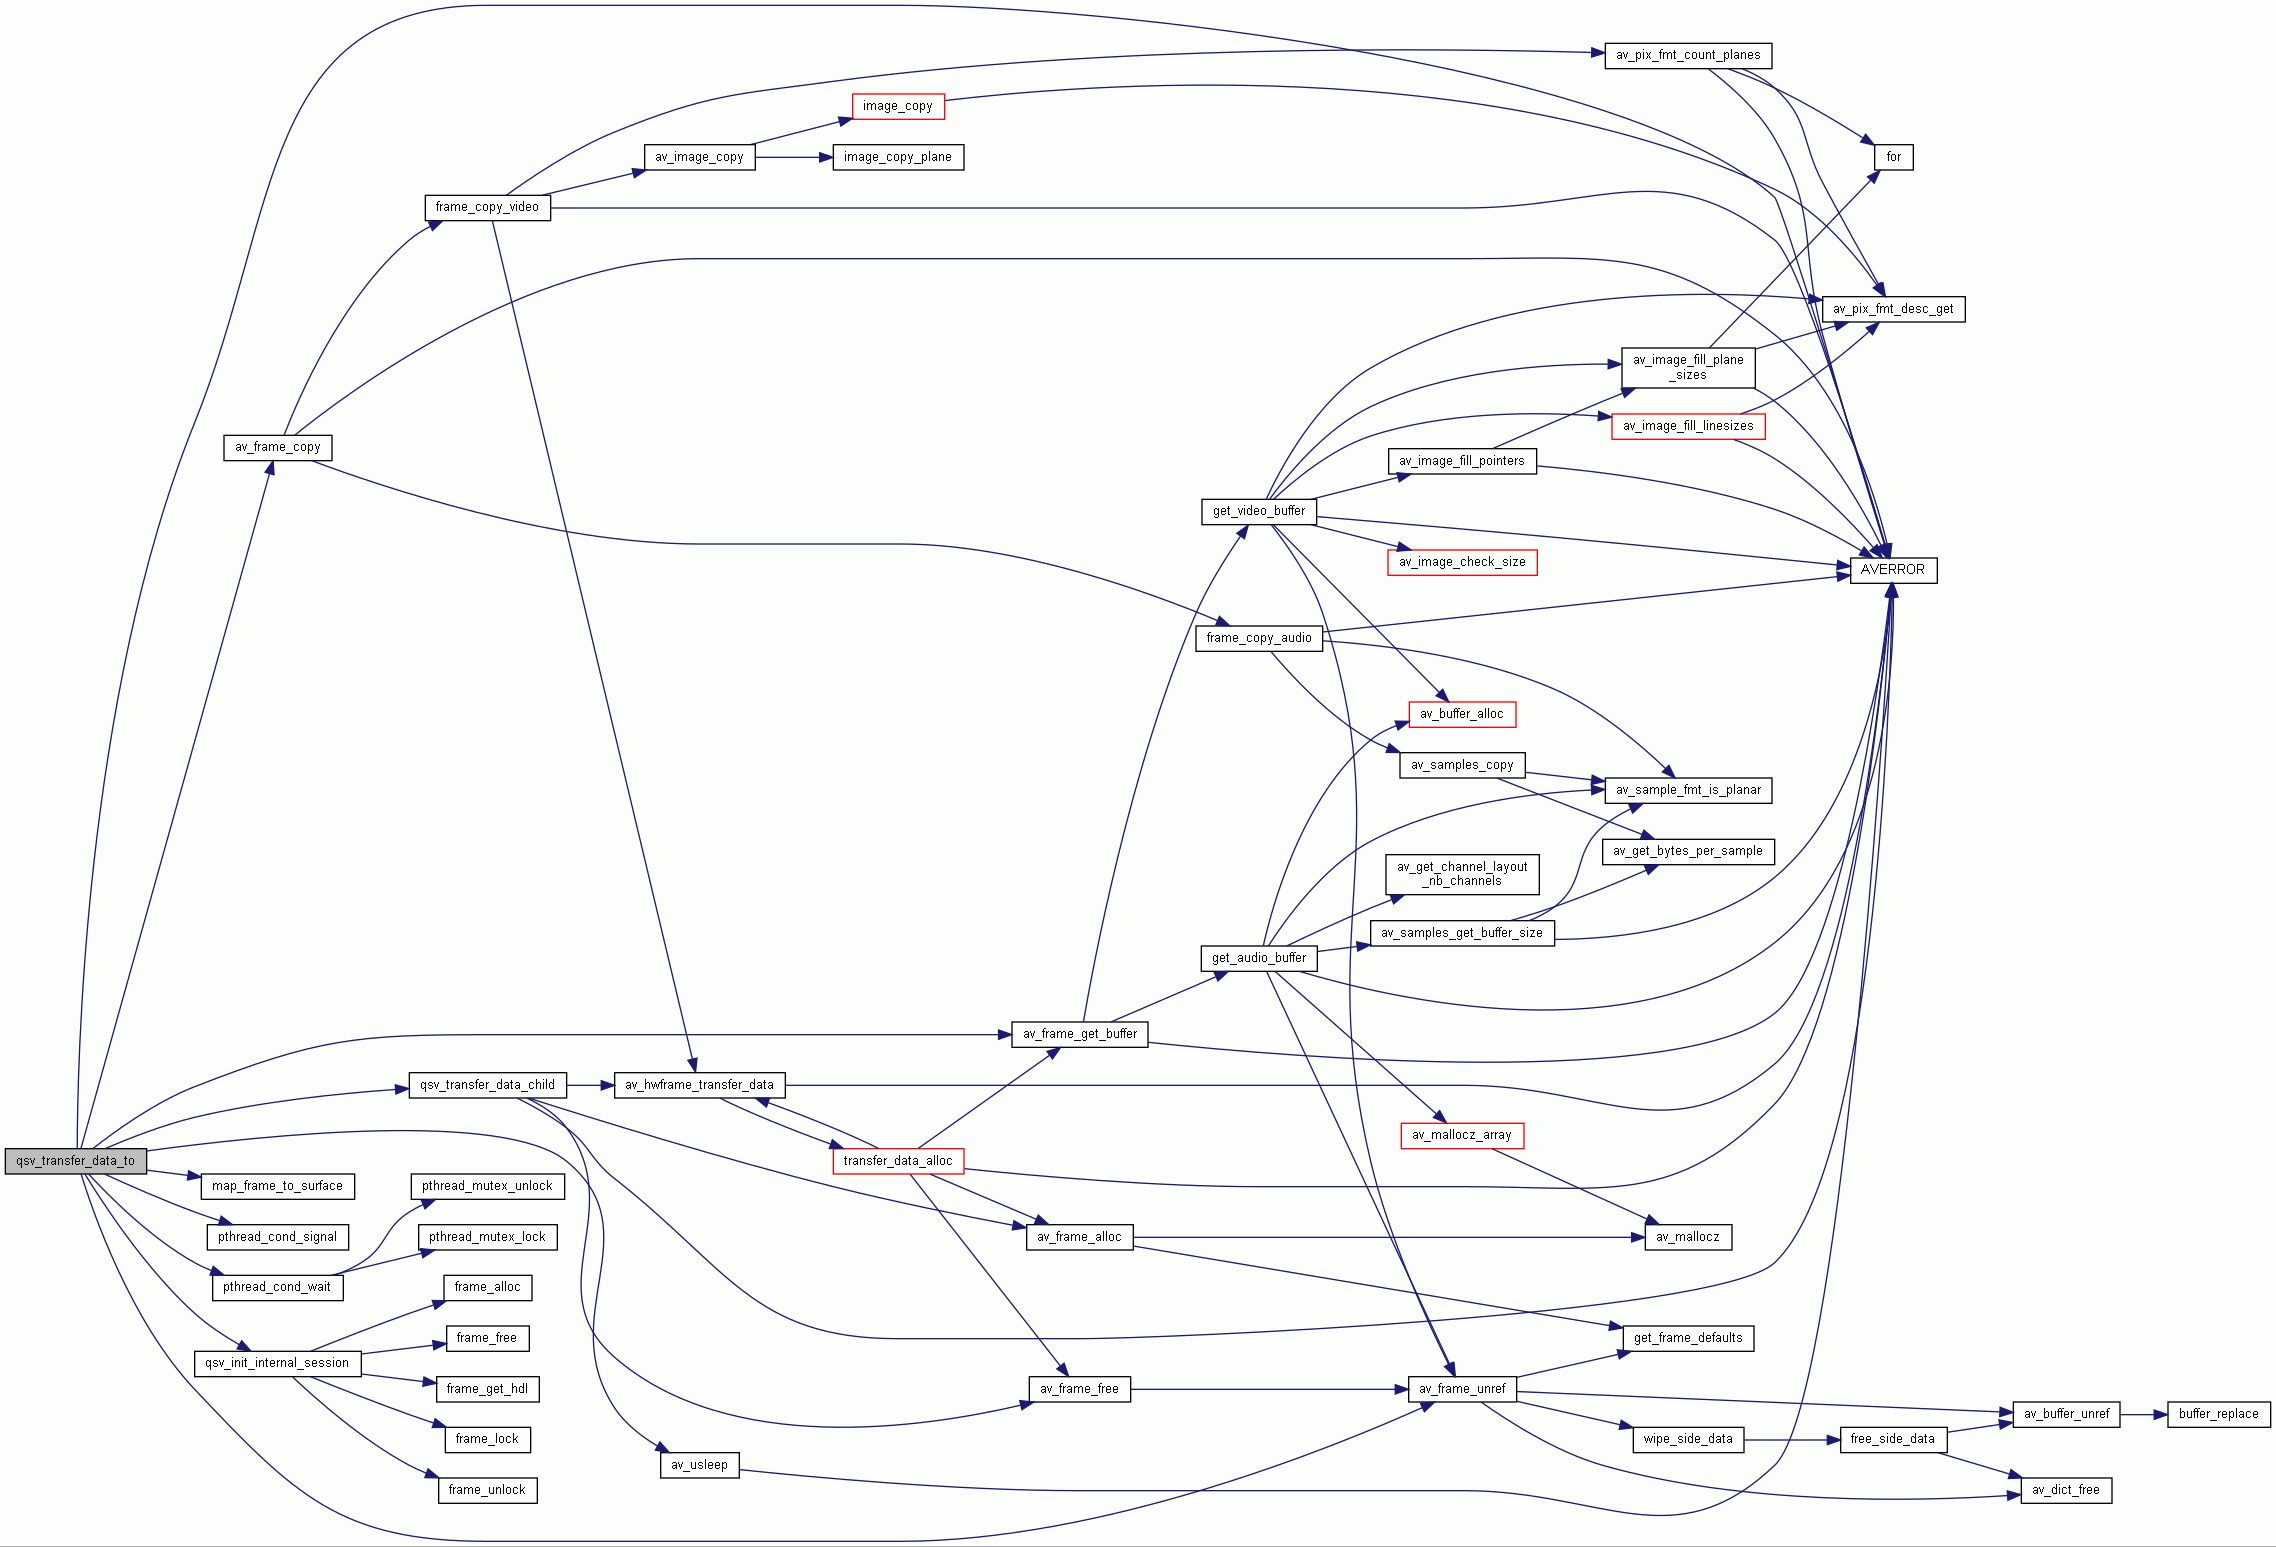 av_pix_fmt_count_planes
image_copy
av_image_copy
image_copy_plane
for
frame_copy_video
av_pix_fmt_desc_get
av_image_fill_plane
_sizes
av_image_fill_linesizes
av_frame_copy
av_image_fill_pointers
get_video_buffer
av_image_check_size
AVERROR
frame_copy_audio
av_buffer_alloc
av_samples_copy
av_sample_fmt_is_planar
av_get_bytes_per_sample
av_get_channel_layout
_nb_channels
av_samples_get_buffer_size
get_audio_buffer
av_frame_get_buffer
qsv_transfer_data_child
av_hwframe_transfer_data
av_mallocz_array
qsv_transfer_data_to
transfer_data_alloc
map_frame_to_surface
pthread_mutex_unlock
pthread_cond_signal
pthread_mutex_lock
av_frame_alloc
av_mallocz
pthread_cond_wait
frame_alloc
frame_free
get_frame_defaults
qsv_init_internal_session
frame_get_hdl
av_frame_free
av_frame_unref
av_buffer_unref
buffer_replace
frame_lock
wipe_side_data
free_side_data
av_usleep
frame_unlock
av_dict_free